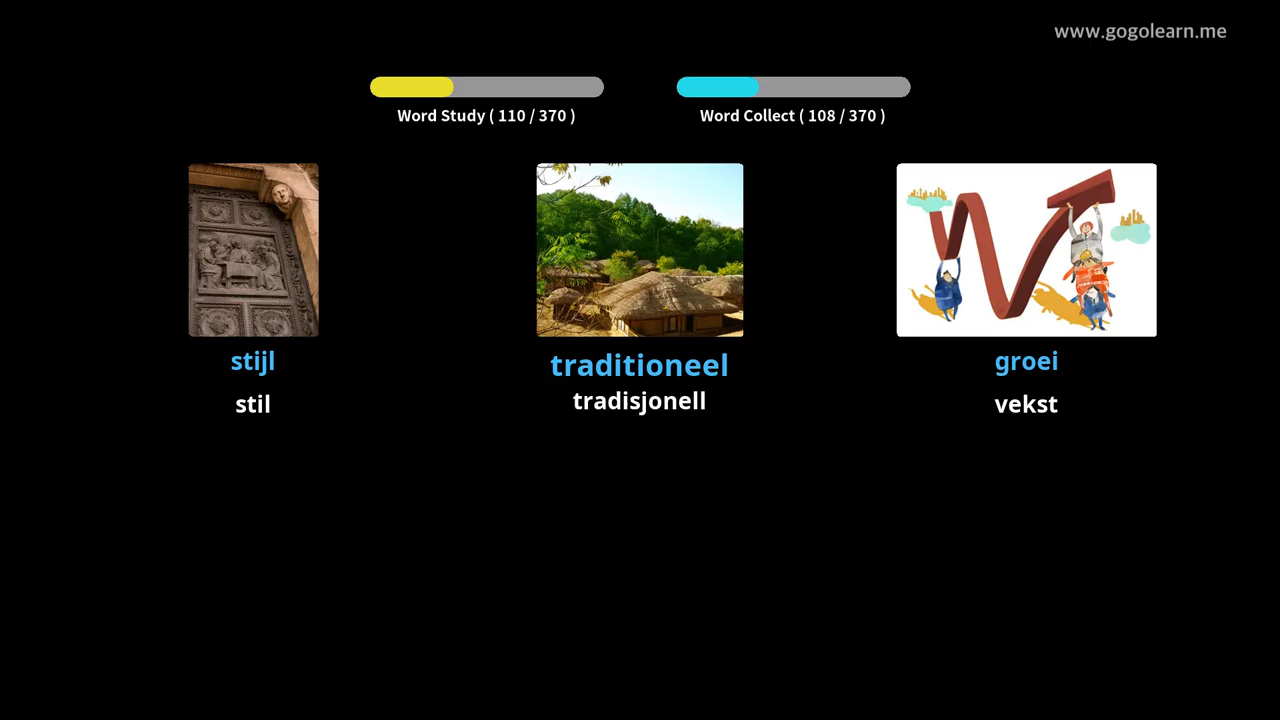 www.gogolearn.me
Word Study ( 110 / 370 )
Word Collect ( 108 / 370 )
stijl
stil
traditioneel
tradisjonell
groei
vekst